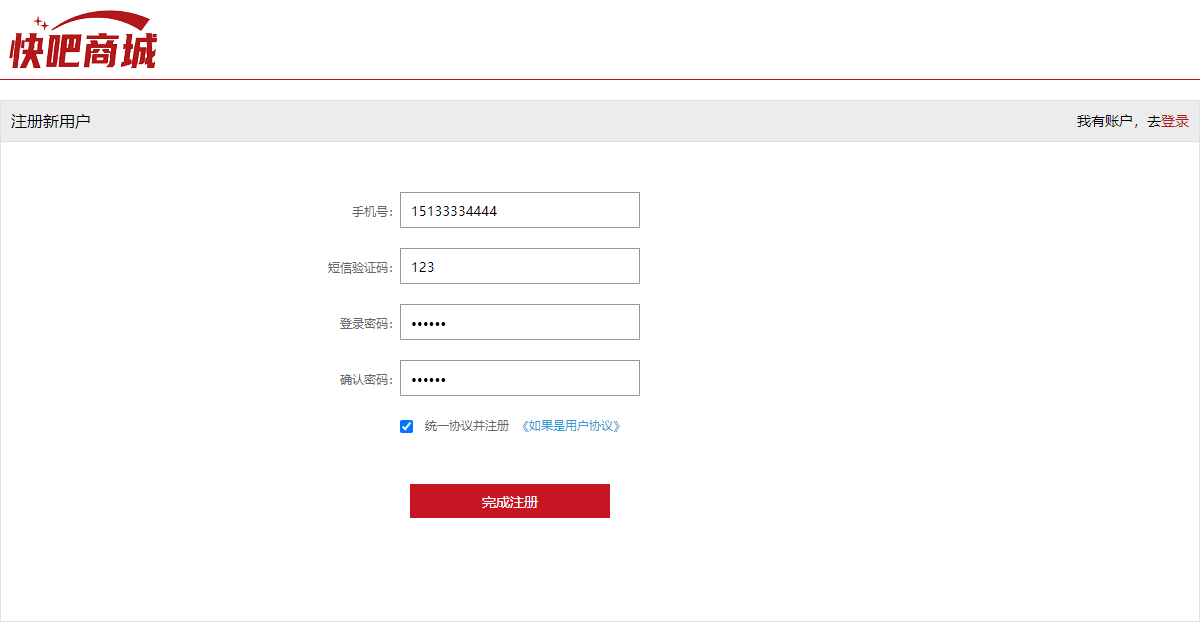 快吧商城
注册新用户
我有账户，去登录
手机号：
15133334444
短信验证码：
123
登录密码：
••••••
确认密码：
••••••
统一协议并注册 《如果是用户协议》
完成注册